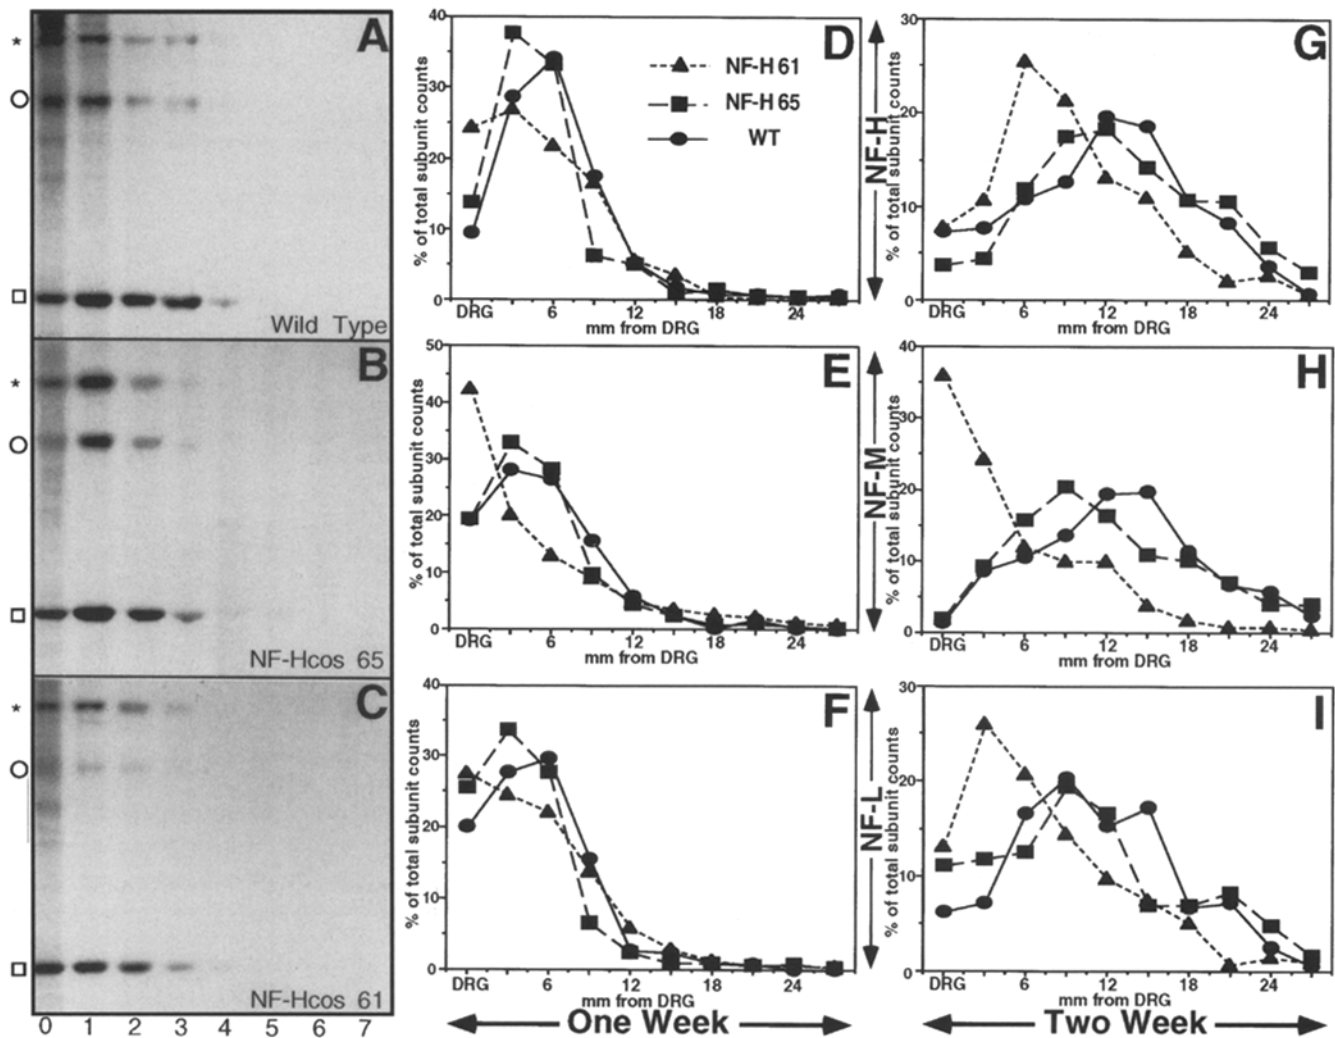 A
*
Wild Type
B
*
NF-Hcos 65
C
*
NF-Hcos 61
0 1 2 3 4 5 6 7
D
% of total subunit counts
40
30
20
10
0
DRG 6 12 18 24
mm from DRG
NF-H 61
NF-H 65
WT
NF-H
G
% of total subunit counts
30
20
10
0
DRG 6 12 18 24
mm from DRG
E
% of total subunit counts
50
40
30
20
10
0
DRG 6 12 18 24
mm from DRG
NF-M
H
% of total subunit counts
40
30
20
10
0
DRG 6 12 18 24
mm from DRG
F
% of total subunit counts
40
30
20
10
0
DRG 6 12 18 24
mm from DRG
One Week
NF-L
I
% of total subunit counts
30
20
10
0
DRG 6 12 18 24
mm from DRG
Two Week